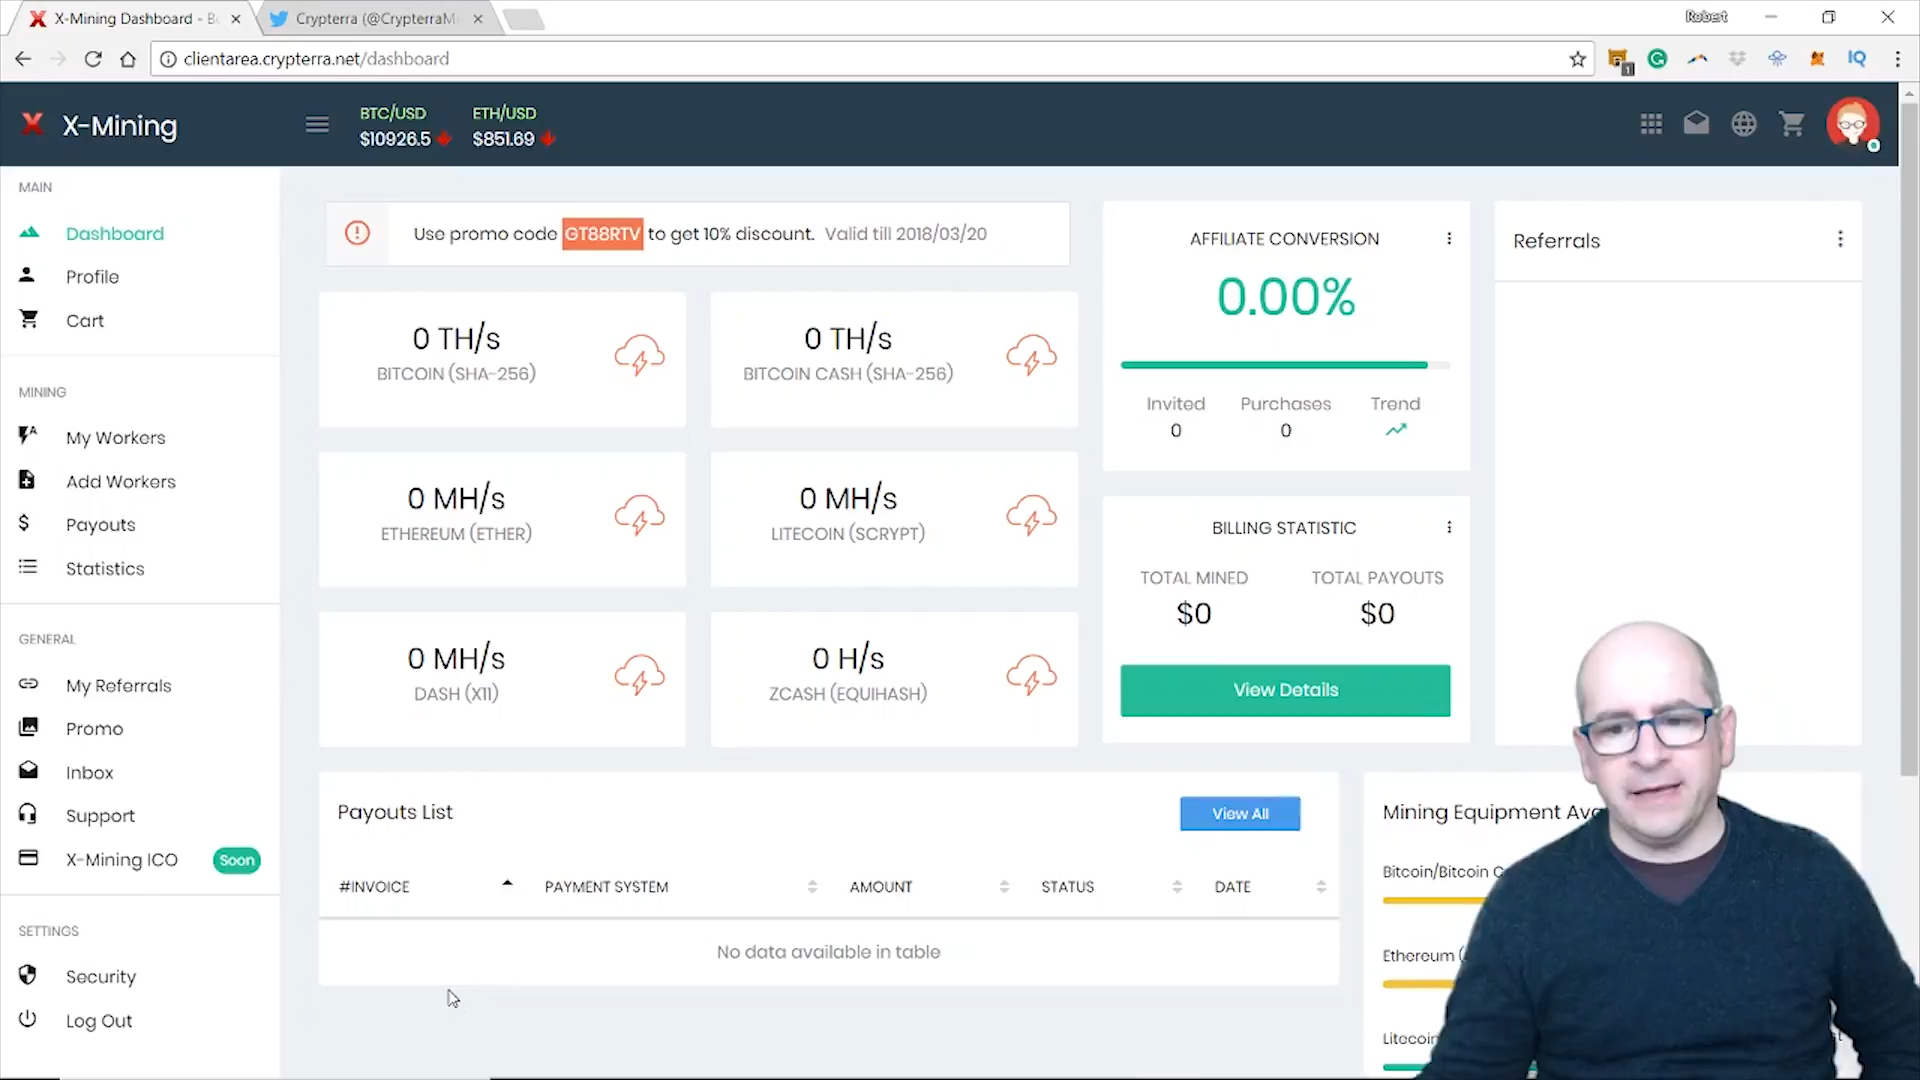 X-Mining Dashboard - Be
Crypterra (@CrypterraM
Robert
clientarea.crypterra.net/dashboard
1
IQ
X-Mining
BTC/USD
$10926.5
ETH/USD
$851.69
MAIN
Dashboard
Profile
Cart
MINING
My Workers
Add Workers
Payouts
Statistics
GENERAL
My Referrals
Promo
Inbox
Support
X-Mining ICO Soon
SETTINGS
Security
Log Out
Use promo code GT88RTV to get 10% discount. Valid till 2018/03/20
0 TH/s
BITCOIN (SHA-256)
0 TH/s
BITCOIN CASH (SHA-256)
0 MH/s
ETHEREUM (ETHER)
0 MH/s
LITECOIN (SCRYPT)
0 MH/s
DASH (X11)
0 H/s
ZCASH (EQUIHASH)
AFFILIATE CONVERSION
0.00%
Invited Purchases Trend
0 0
BILLING STATISTIC
TOTAL MINED TOTAL PAYOUTS
$0 $0
View Details
Referrals
Payouts List
View All
#INVOICE PAYMENT SYSTEM AMOUNT STATUS DATE
No data available in table
Mining Equipment Ava
Bitcoin/Bitcoin C
Ethereum (
Litecoin